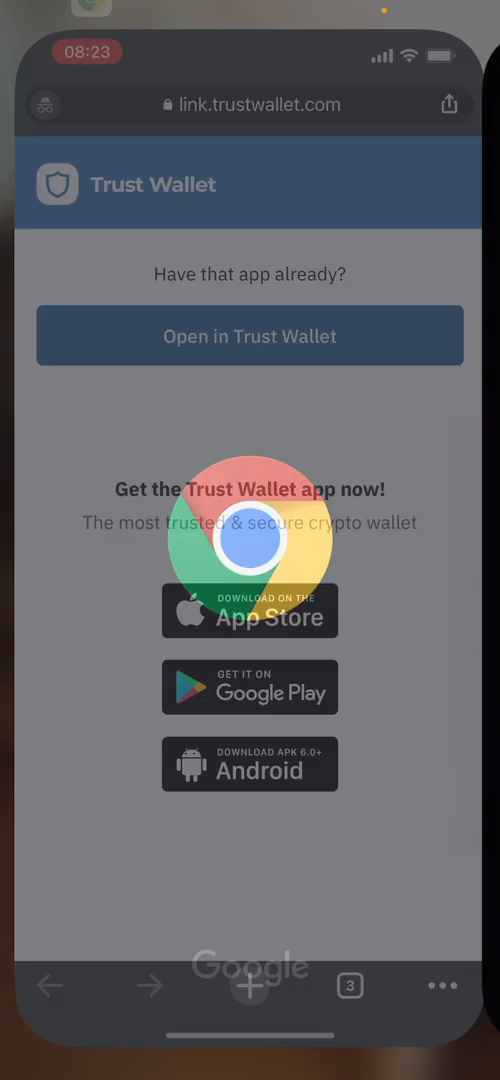 08:23
link.trustwallet.com
Trust Wallet
Have that app already?
Open in Trust Wallet
Get the Trust Wallet app now!
The most trusted & secure crypto wallet
DOWNLOAD ON THE
App Store
GET IT ON
Google Play
DOWNLOAD APK 6.0+
Android
Google
3